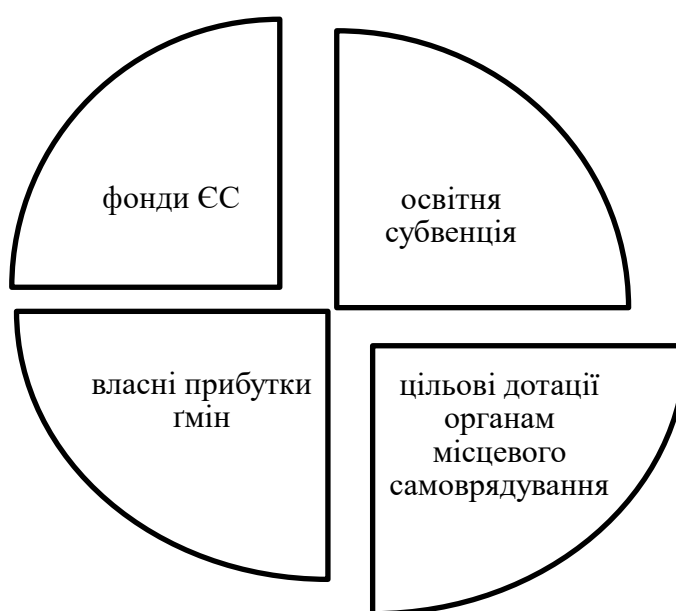 фонди ЄС
освітня
субвенція
власні прибутки
ґмін
цільові дотації
органам
місцевого
самоврядування